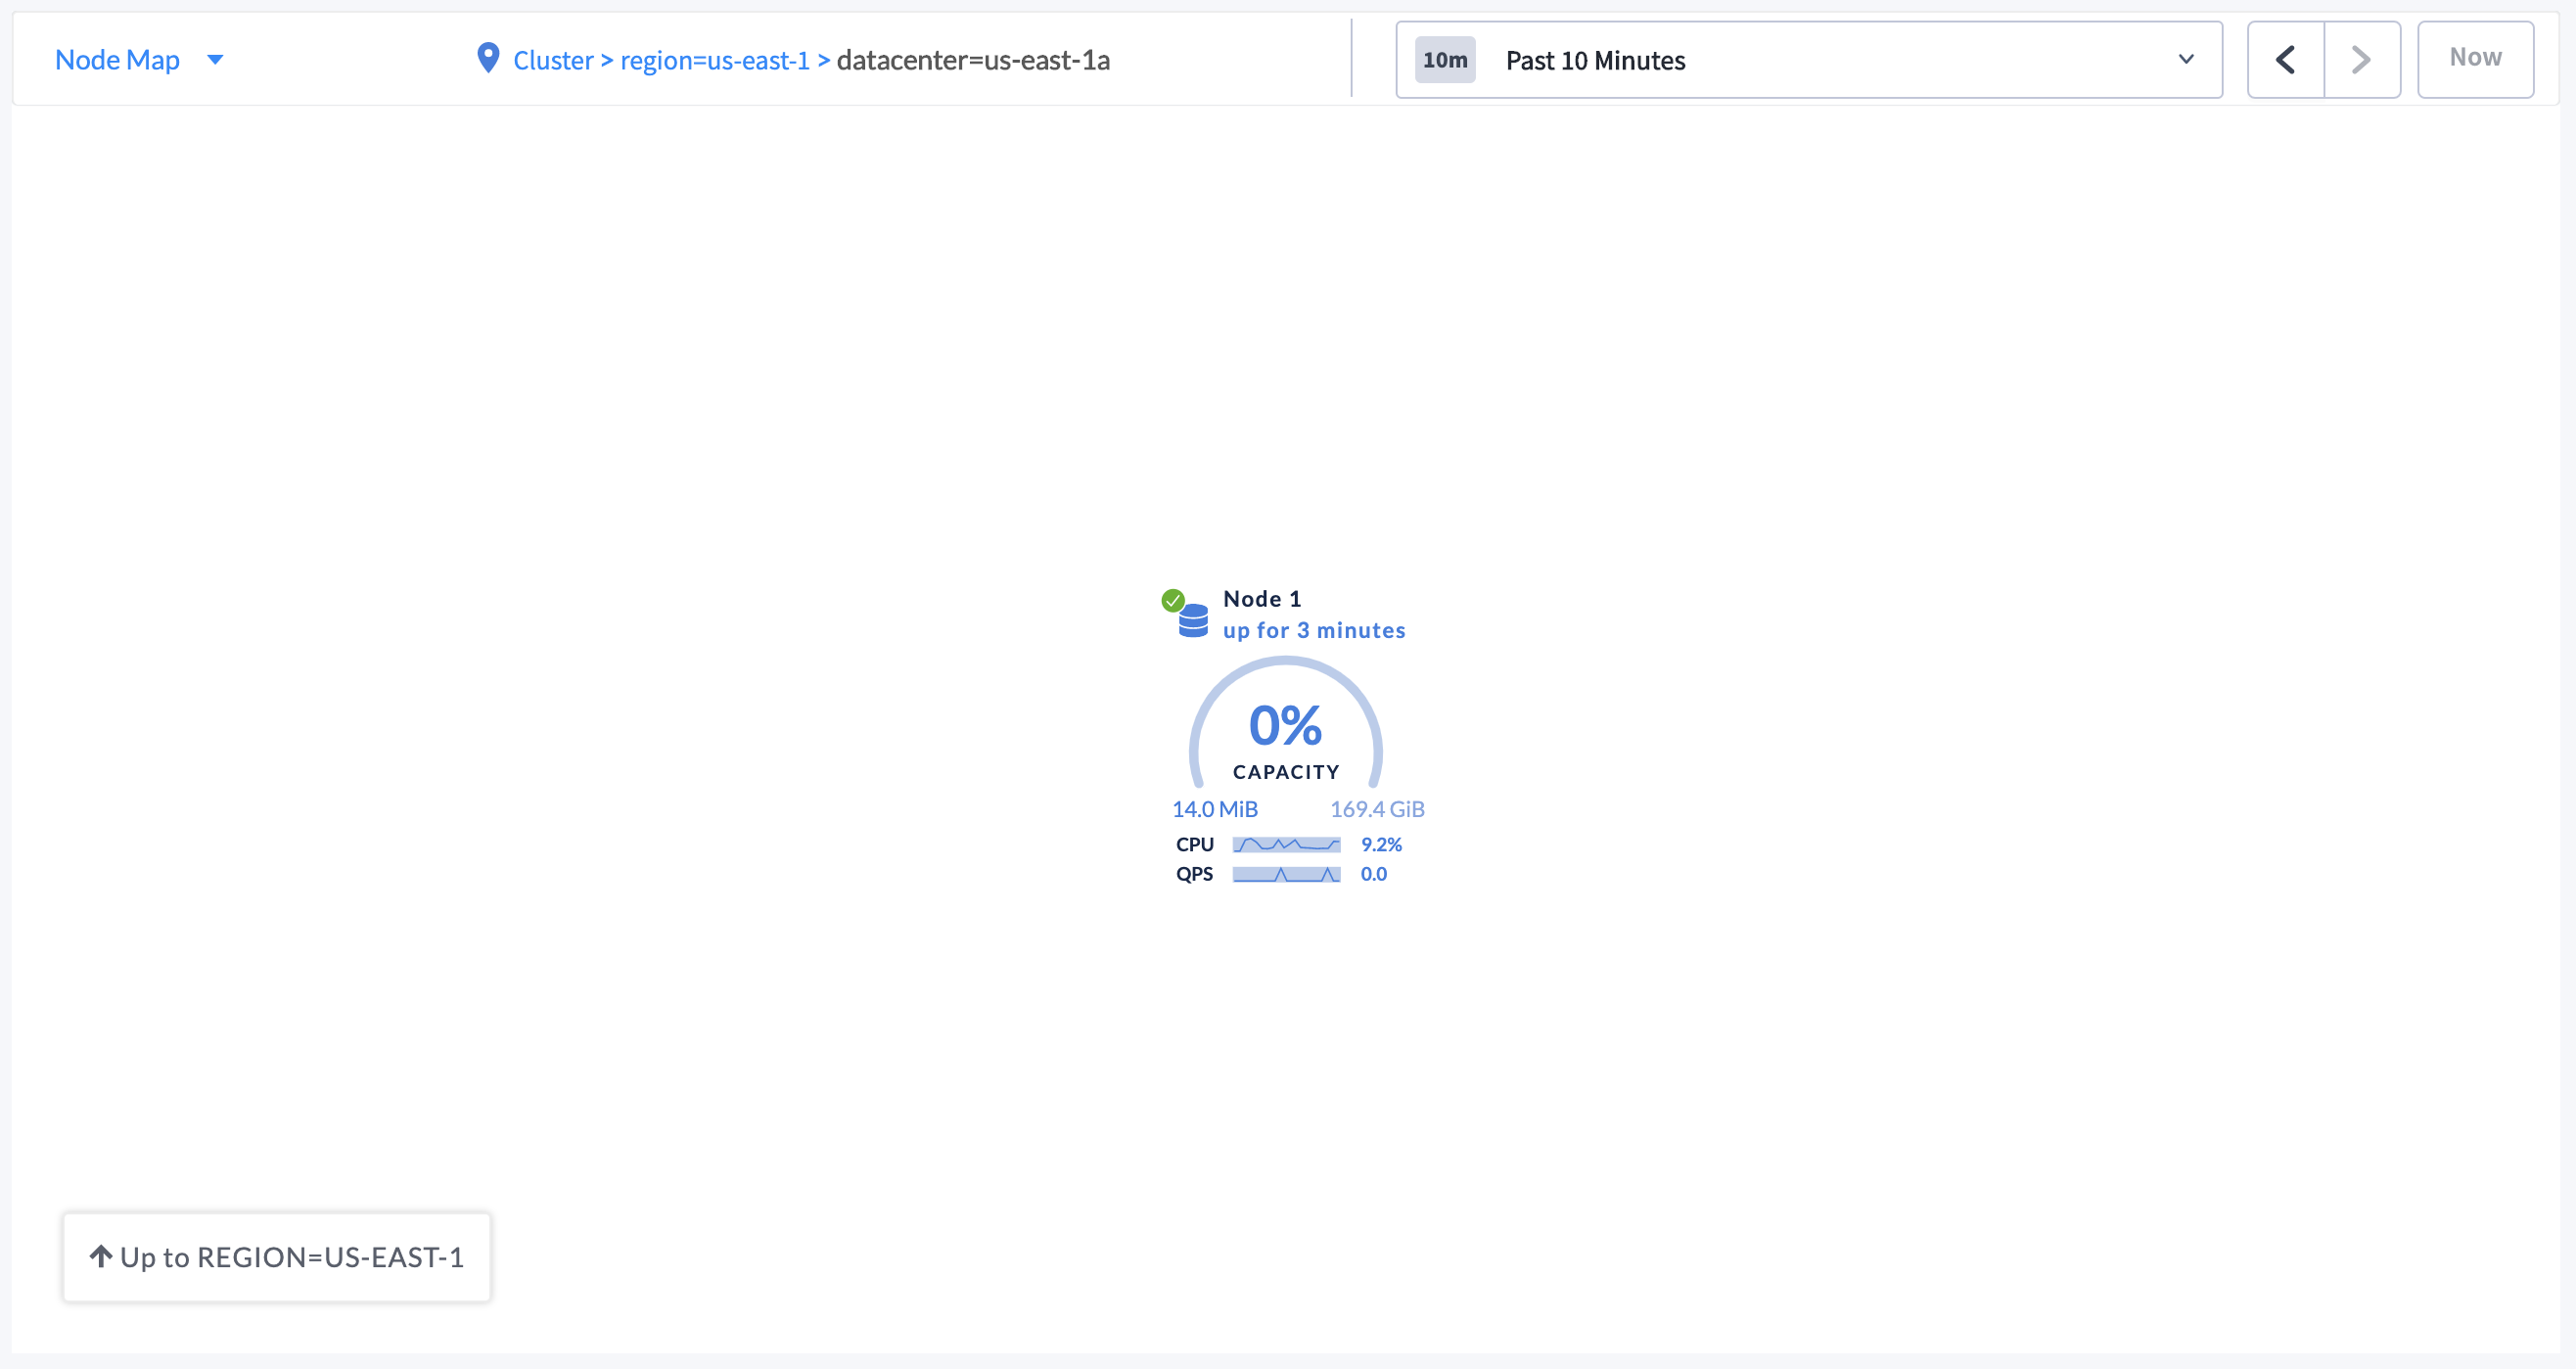 Node Map
Cluster > region=us-east-1 > datacenter=us-east-1a
10m Past 10 Minutes
Now
Node 1
up for 3 minutes
0%
CAPACITY
14.0 MiB 169.4 GiB
CPU 9.2%
QPS 0.0
Up to REGION=US-EAST-1